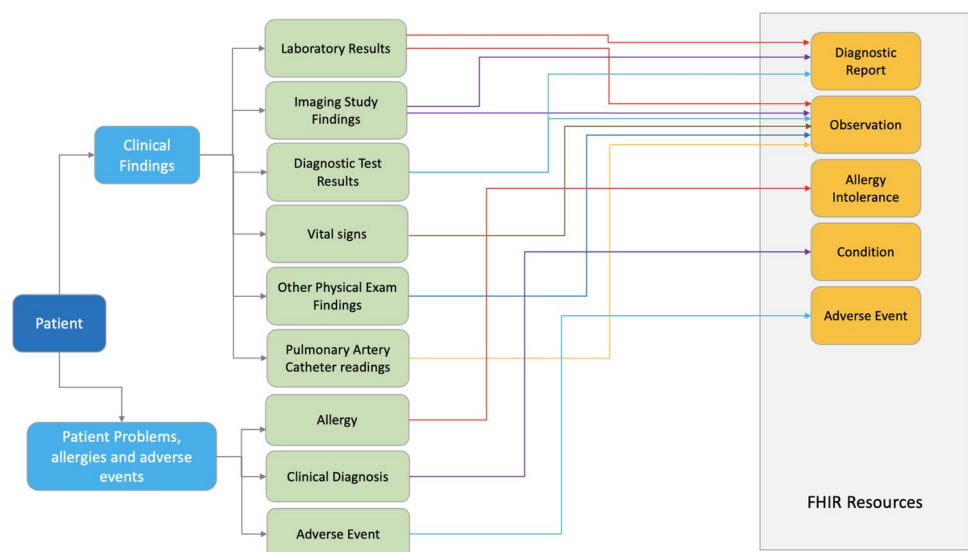 Laboratory Results
Imaging Study
Findings
Diagnostic Test
Results
Vital signs
Other Physical Exam
Findings
Pulmonary Artery
Catheter readings
Allergy
Clinical Diagnosis
Adverse Event
Clinical
Findings
Patient
Patient Problems,
allergies and adverse
events
Diagnostic
Report
Observation
Allergy
Intolerance
Condition
Adverse Event
FHIR Resources